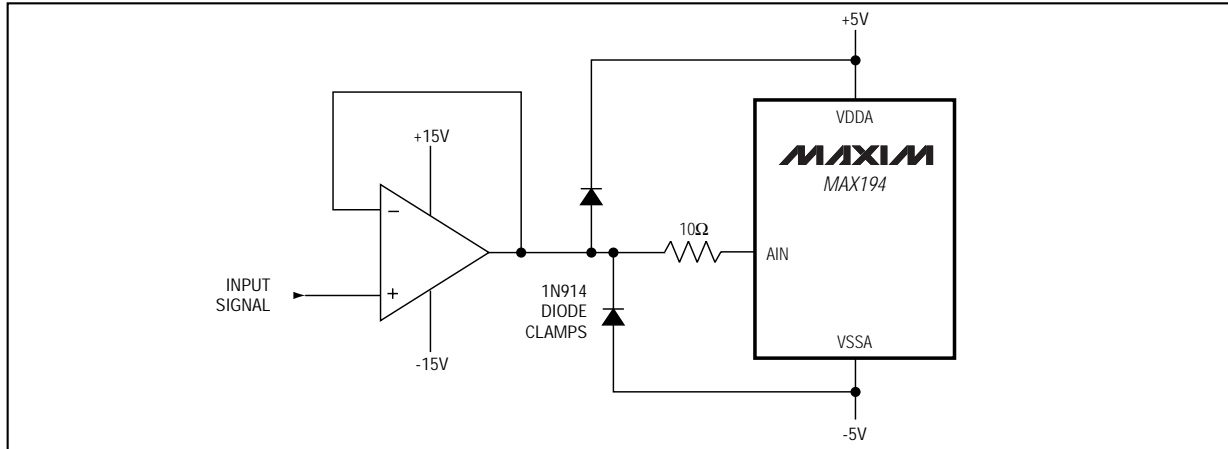 +5V
VDDA
MAXIM
MAX194
+15V
−
10Ω
AIN
INPUT
SIGNAL
+
1N914
DIODE
CLAMPS
VSSA
-15V
-5V